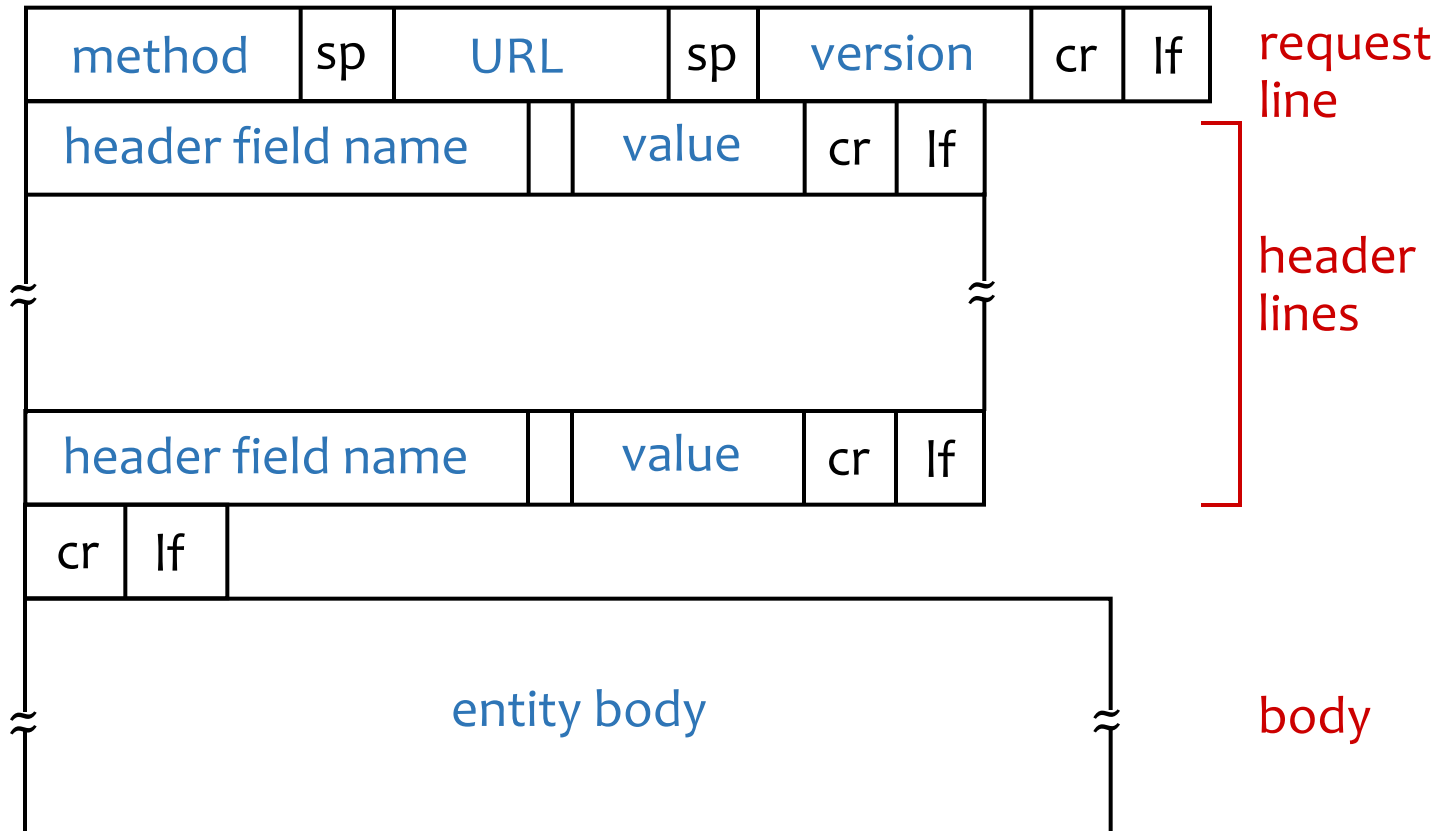 method sp URL sp version cr lf
request
line
header field name value cr lf
header
lines
header field name value cr lf
cr lf
entity body
body